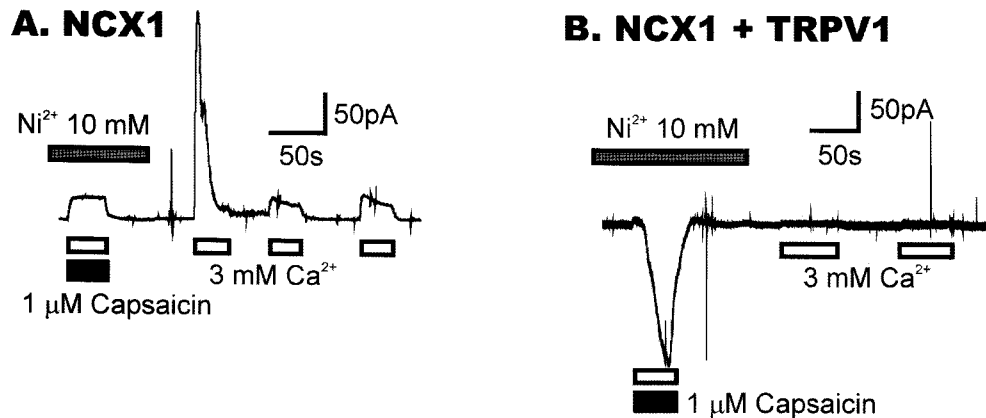 A. NCX1
Ni²⁺ 10 mM
50pA
50s
3 mM Ca²⁺
1 μM Capsaicin
B. NCX1 + TRPV1
Ni²⁺ 10 mM
50pA
50s
3 mM Ca²⁺
1 μM Capsaicin